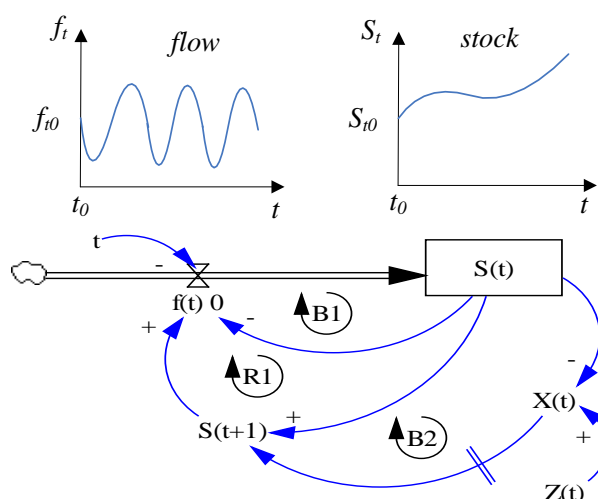 f_t flow
f_t0
t_0 t
S_t stock
S_t0
t_0 t
t
-
S(t)
f(t) 0
B1
-
+
R1
-
X(t)
+
S(t+1)
B2
+
Z(t)